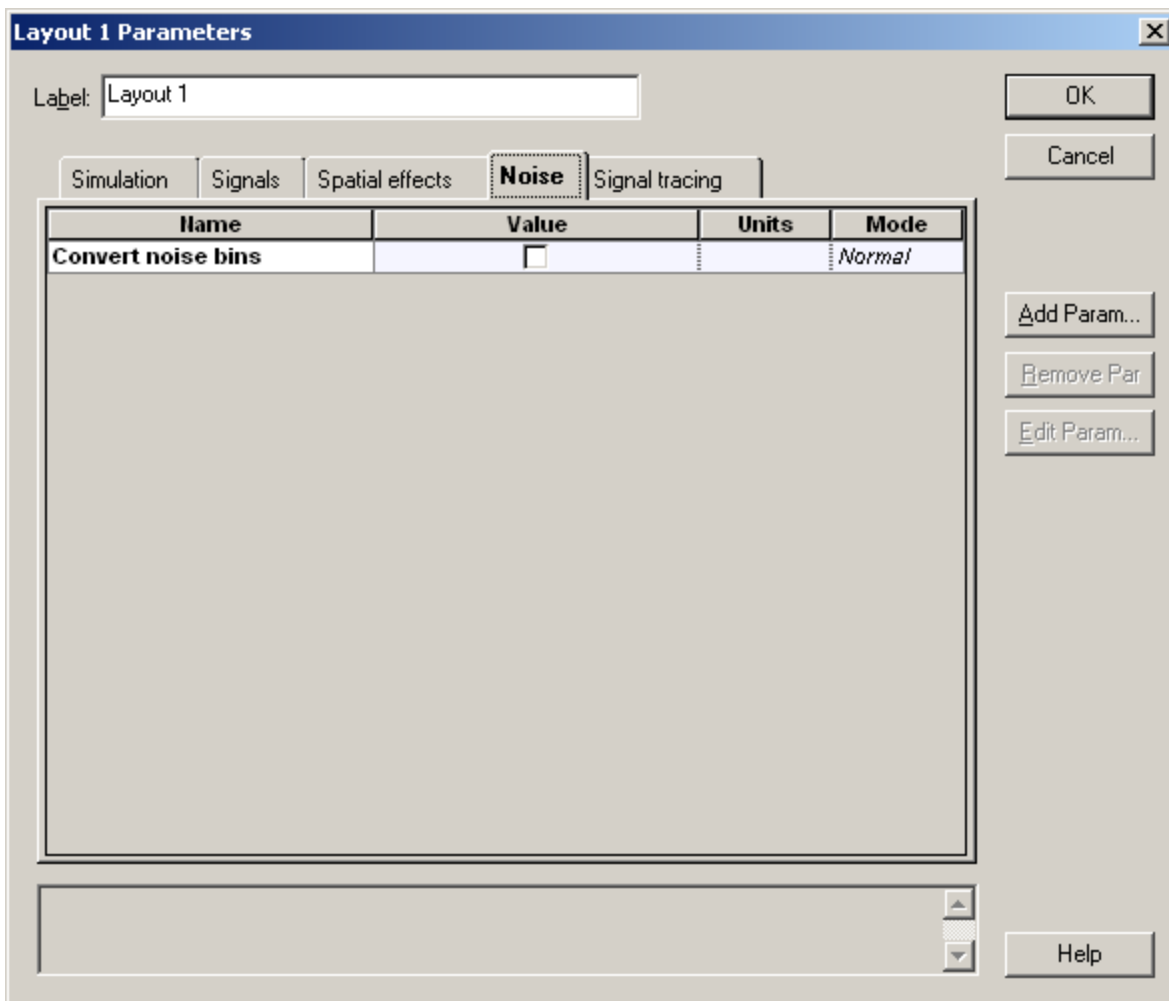 Layout 1 Parameters
Label: Layout 1
OK
Cancel
Simulation Signals Spatial effects Noise Signal tracing
Name Value Units Mode
Convert noise bins Normal
Add Param...
Remove Par
Edit Param...
Help